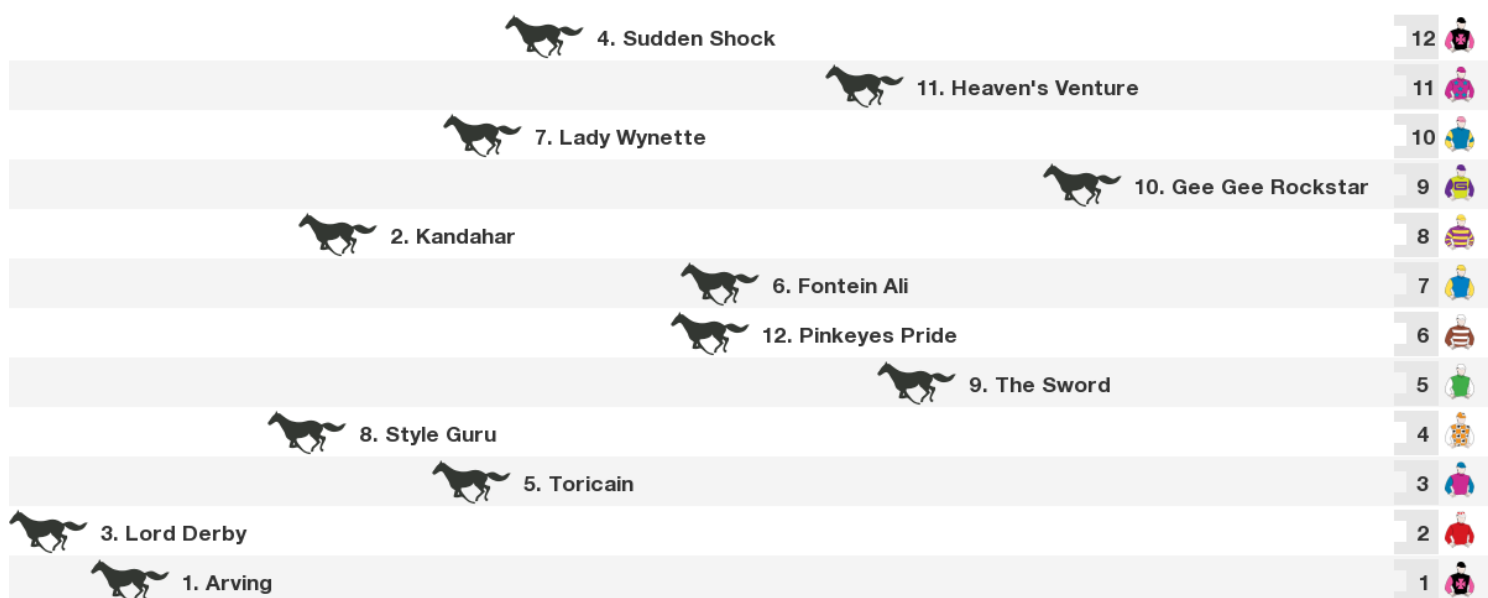 4. Sudden Shock 12
11. Heaven's Venture 11
7. Lady Wynette 10
10. Gee Gee Rockstar 9
2. Kandahar 8
6. Fontein Ali 7
12. Pinkeyes Pride 6
9. The Sword 5
8. Style Guru 4
5. Toricain 3
3. Lord Derby 2
1. Arving 1